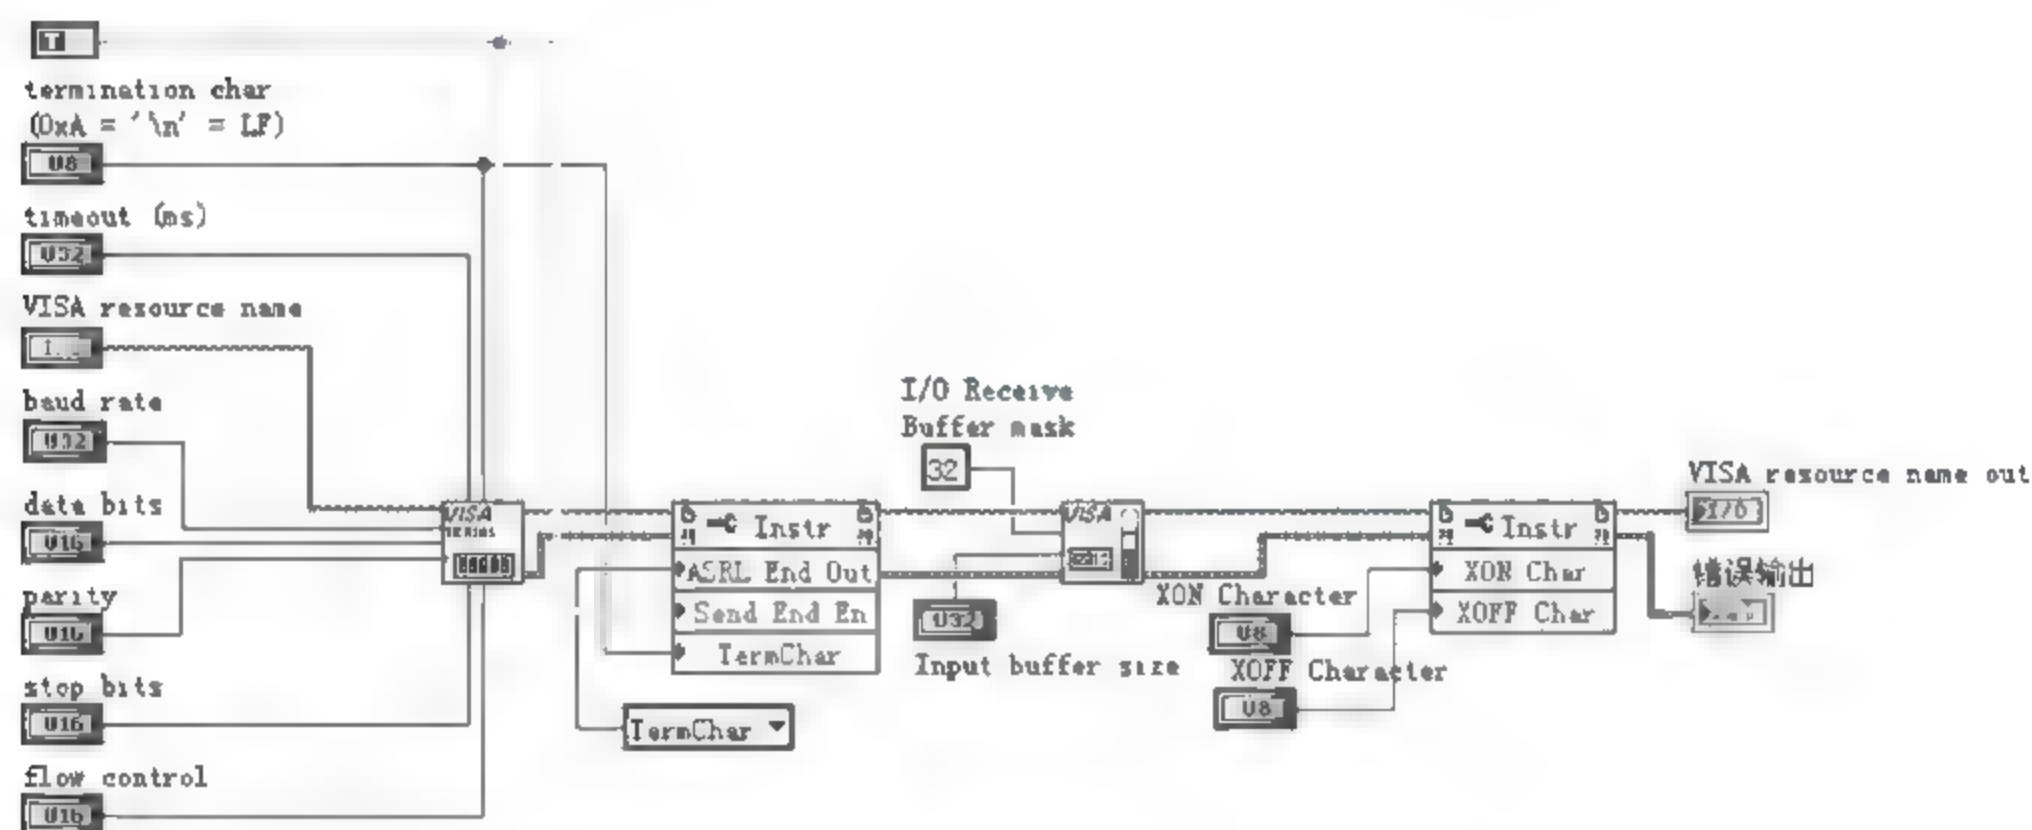 T
termination char
(0xA = '\n' = LF)
U8
timeout (ms)
U32
VISA resource name
baud rate
U32
data bits
U16
parity
U16
stop bits
U16
flow control
U16
VISA
SERIAL
Instr
ASRL End Out
Send End En
TermChar
TermChar
I/O Receive
Buffer mask
32
VISA
U32
Input buffer size
XON Character
U8
XOFF Character
U8
Instr
XON Char
XOFF Char
VISA resource name out
I/O
错误输出